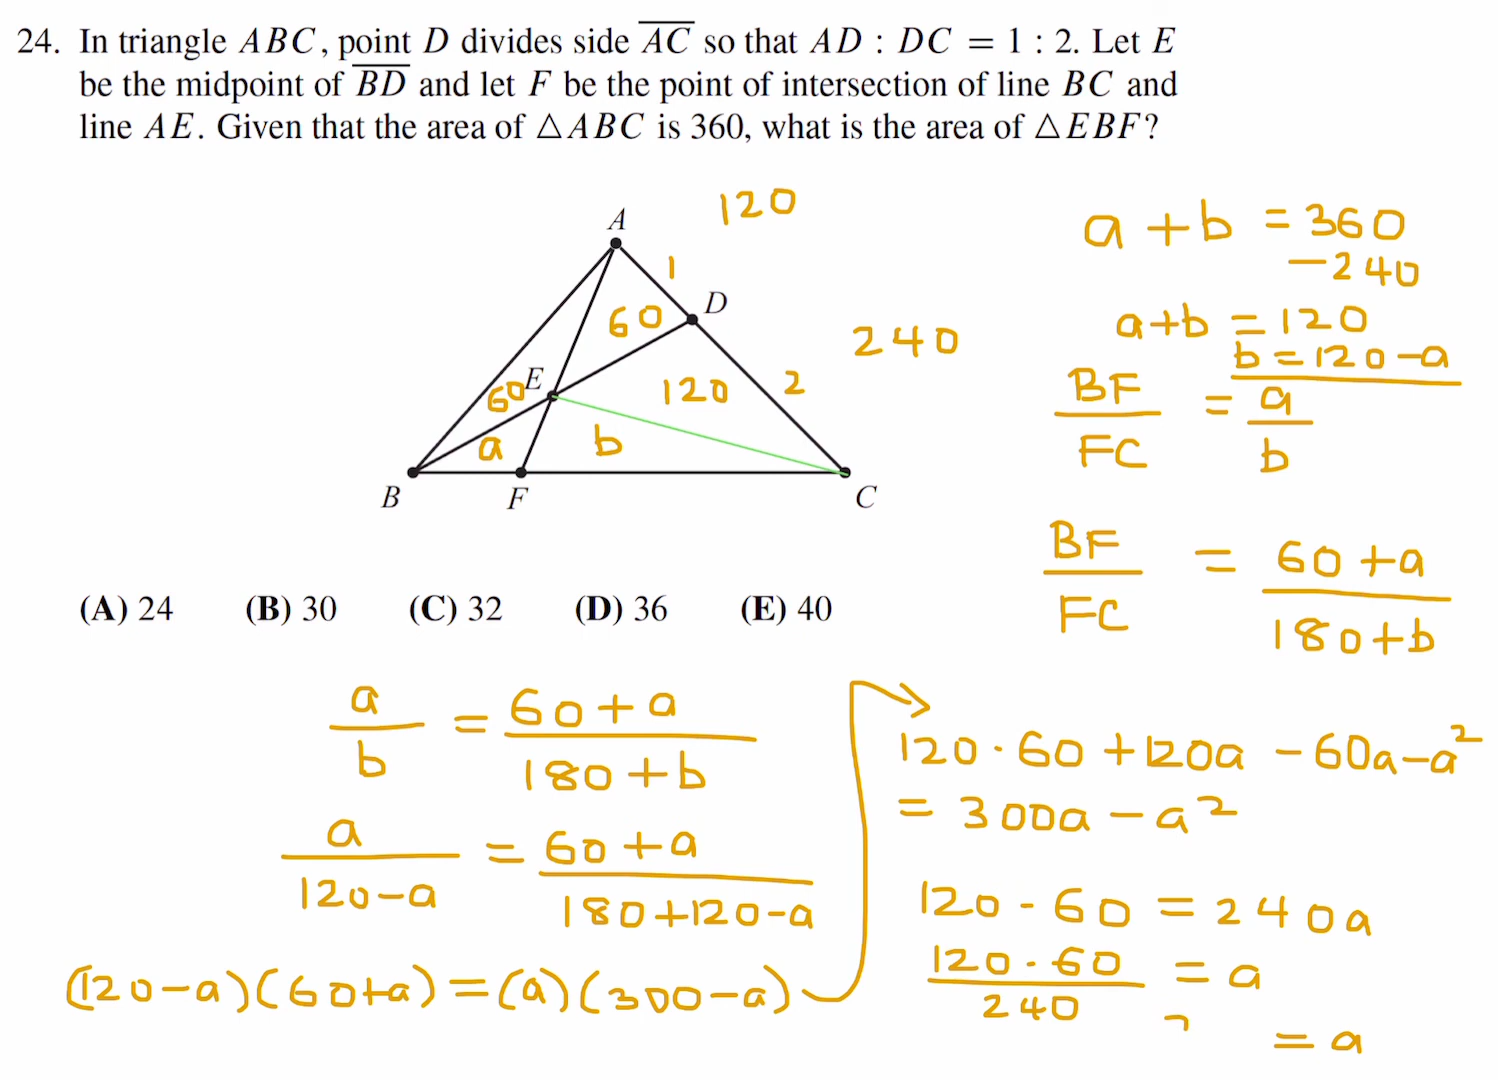 24. In triangle ABC, point D divides side AC so that AD : DC = 1 : 2. Let E
be the midpoint of BD and let F be the point of intersection of line BC and
line AE. Given that the area of △ABC is 360, what is the area of △EBF?
120
A
1
D
60
240
E
60
120
2
a
b
B
F
C
a + b = 360
- 240
a + b = 120
b = 120 - a
BF
FC
= a
b
BF
FC
= 60 + a
180 + b
(A) 24 (B) 30 (C) 32 (D) 36 (E) 40
a
b
= 60 + a
180 + b
a
120 - a
= 60 + a
180 + 120 - a
(120 - a)(60 + a) = (a)(300 - a)
120 · 60 + 120a - 60a - a²
= 300a - a²
120 · 60 = 240a
120 · 60
240
= a
= a